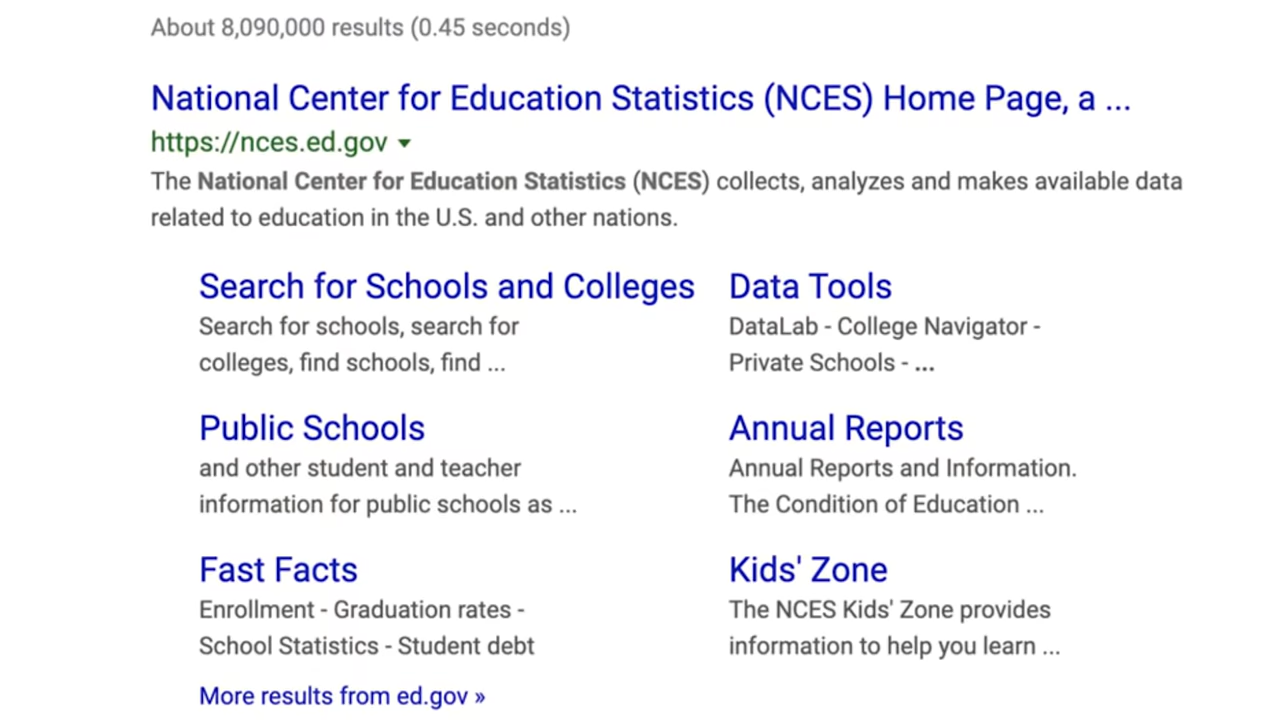 About 8,090,000 results (0.45 seconds)
National Center for Education Statistics (NCES) Home Page, a ...
https://nces.ed.gov
The National Center for Education Statistics (NCES) collects, analyzes and makes available data
related to education in the U.S. and other nations.
Search for Schools and Colleges
Search for schools, search for
colleges, find schools, find ...
Data Tools
DataLab - College Navigator -
Private Schools - ...
Public Schools
and other student and teacher
information for public schools as ...
Annual Reports
Annual Reports and Information.
The Condition of Education ...
Fast Facts
Enrollment - Graduation rates -
School Statistics - Student debt
Kids' Zone
The NCES Kids' Zone provides
information to help you learn ...
More results from ed.gov »